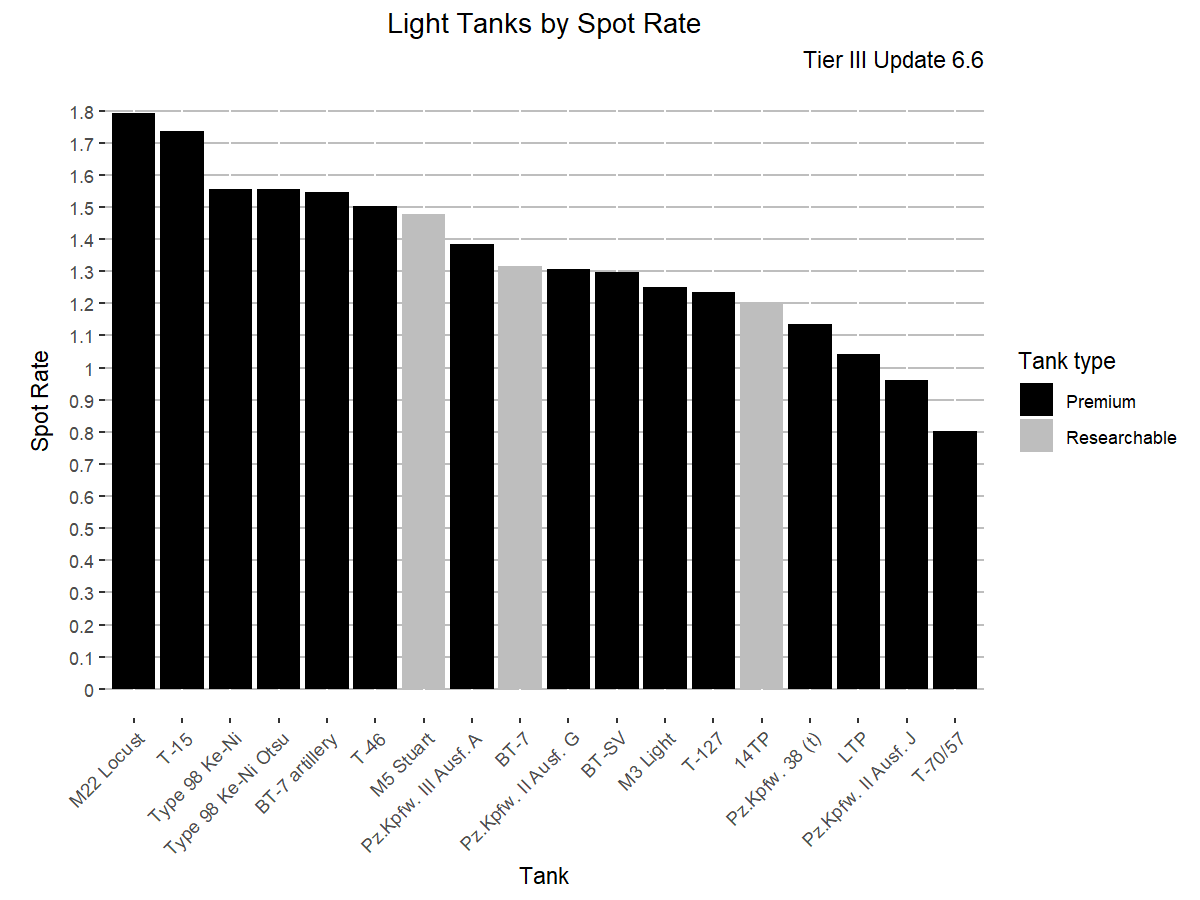 Light Tanks by Spot Rate
Tier III Update 6.6
Spot Rate
1.8
1.7
1.6
1.5
1.4
1.3
1.2
1.1
1
0.9
0.8
0.7
0.6
0.5
0.4
0.3
0.2
0.1
0
M22 Locust
T-15
Type 98 Ke-Ni
Type 98 Ke-Ni Otsu
BT-7 artillery
T-46
M5 Stuart
Pz.Kpfw. III Ausf. A
BT-7
Pz.Kpfw. II Ausf. G
BT-SV
M3 Light
T-127
14TP
Pz.Kpfw. 38 (t)
LTP
Pz.Kpfw. II Ausf. J
T-70/57
Tank
Tank type
Premium
Researchable